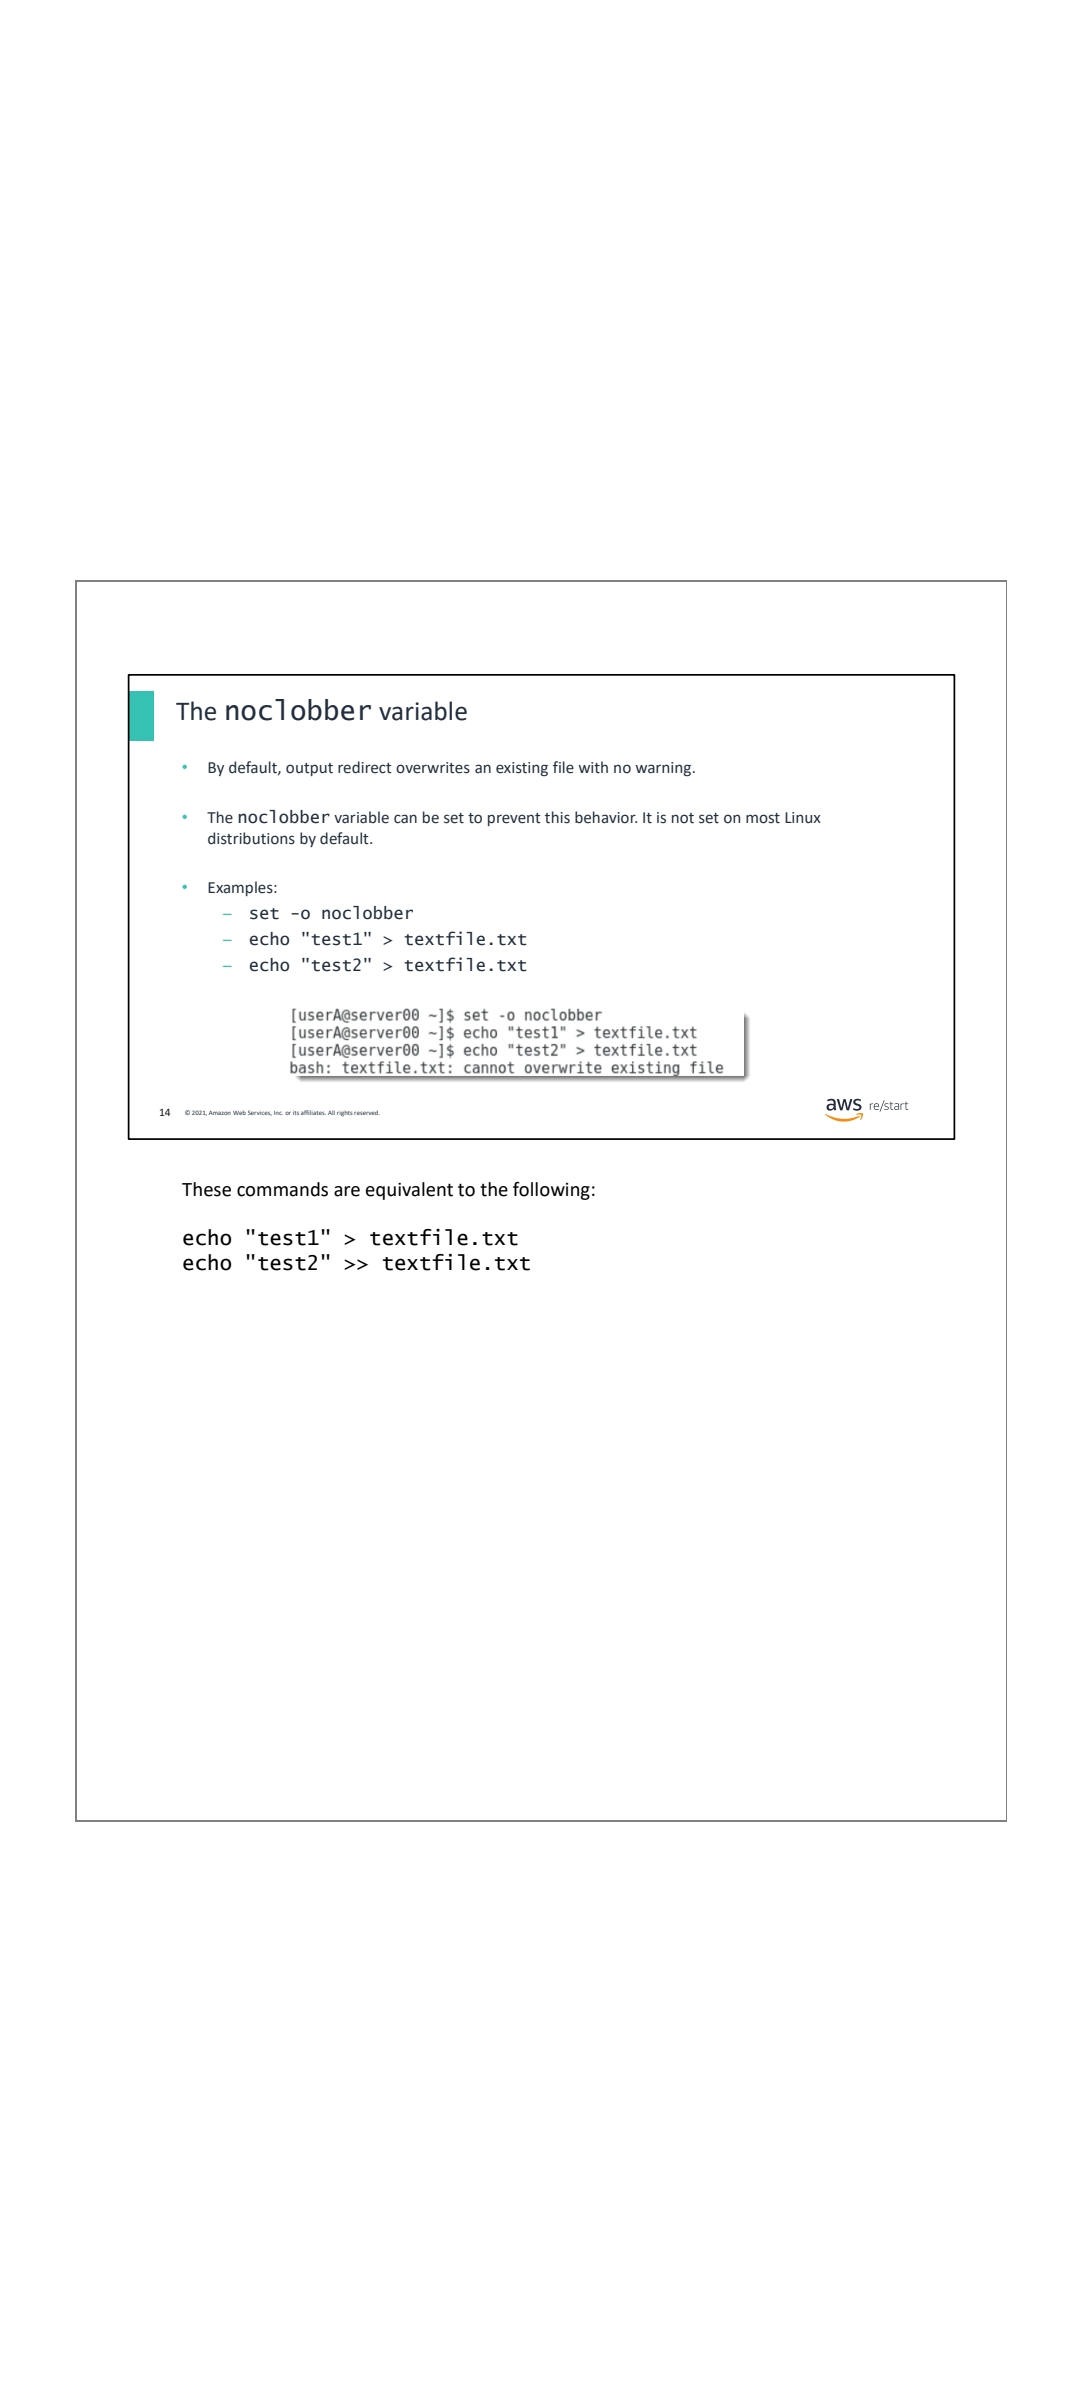 The noclobber variable
• By default, output redirect overwrites an existing file with no warning.
• The noclobber variable can be set to prevent this behavior. It is not set on most Linux
distributions by default.
• Examples:
– set -o noclobber
– echo "test1" > textfile.txt
– echo "test2" > textfile.txt
[userA@server00 ~]$ set -o noclobber
[userA@server00 ~]$ echo "test1" > textfile.txt
[userA@server00 ~]$ echo "test2" > textfile.txt
bash: textfile.txt: cannot overwrite existing file
14 © 2021, Amazon Web Services, Inc. or its affiliates. All rights reserved.
aws re/start
These commands are equivalent to the following:
echo "test1" > textfile.txt
echo "test2" >> textfile.txt